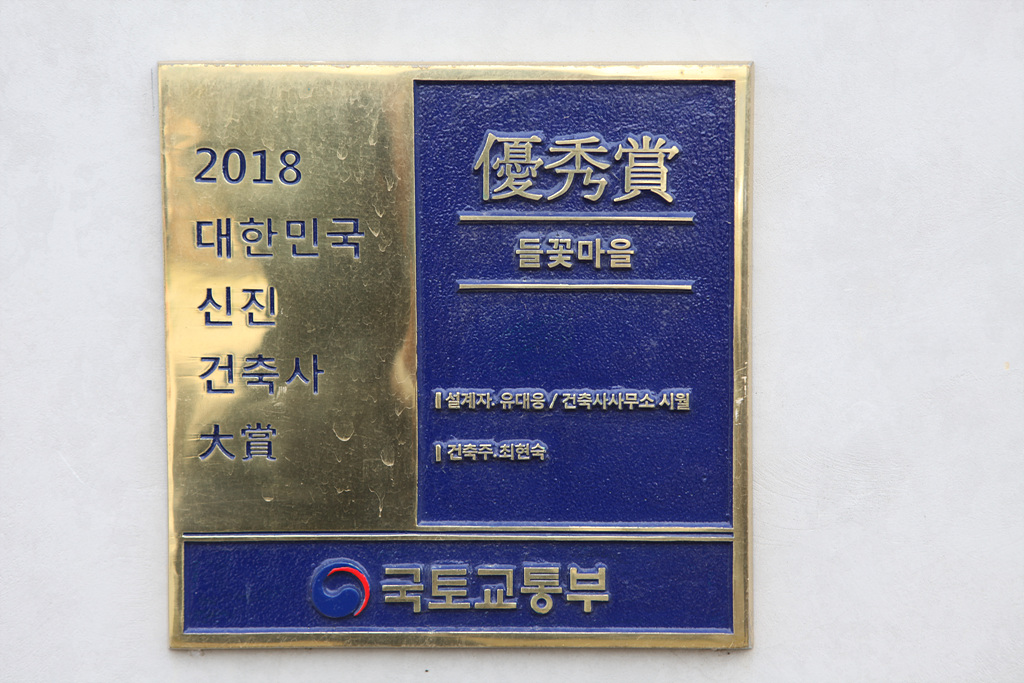 2018
대한민국
신진
건축사
大賞
優秀賞
들꽃마을
설계자. 유대웅 / 건축사사무소 시월
건축주. 최현숙
국토교통부